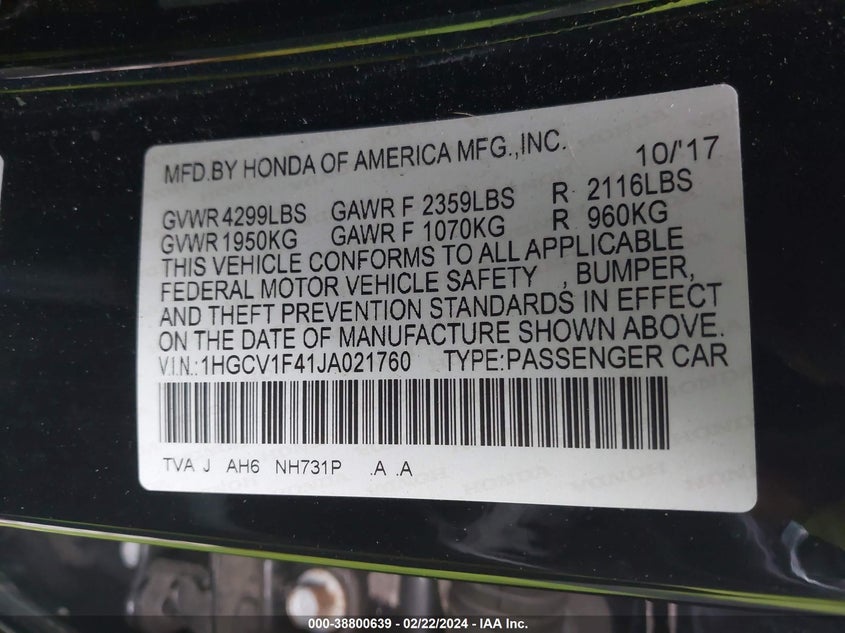 MFD.BY HONDA OF AMERICA MFG.,INC. 10/'17
GVWR 4299LBS GAWR F 2359LBS R 2116LBS
GVWR 1950KG GAWR F 1070KG R 960KG
THIS VEHICLE CONFORMS TO ALL APPLICABLE
FEDERAL MOTOR VEHICLE SAFETY , BUMPER,
AND THEFT PREVENTION STANDARDS IN EFFECT
ON THE DATE OF MANUFACTURE SHOWN ABOVE.
V.I.N.:1HGCV1F41JA021760 TYPE:PASSENGER CAR
TVA J AH6 NH731P .A .A
000-38800639 - 02/22/2024 - IAA Inc.